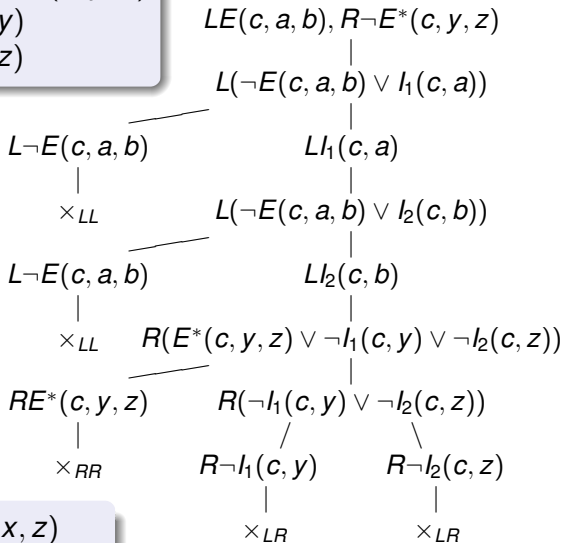 y)
z)
LE(c, a, b), R¬E*(c, y, z)
L(¬E(c, a, b) ∨ I₁(c, a))
L¬E(c, a, b) LI₁(c, a)
×LL L(¬E(c, a, b) ∨ I₂(c, b))
L¬E(c, a, b) LI₂(c, b)
×LL R(E*(c, y, z) ∨ ¬I₁(c, y) ∨ ¬I₂(c, z))
RE*(c, y, z) R(¬I₁(c, y) ∨ ¬I₂(c, z))
×RR R¬I₁(c, y) R¬I₂(c, z)
x, z) ×LR ×LR